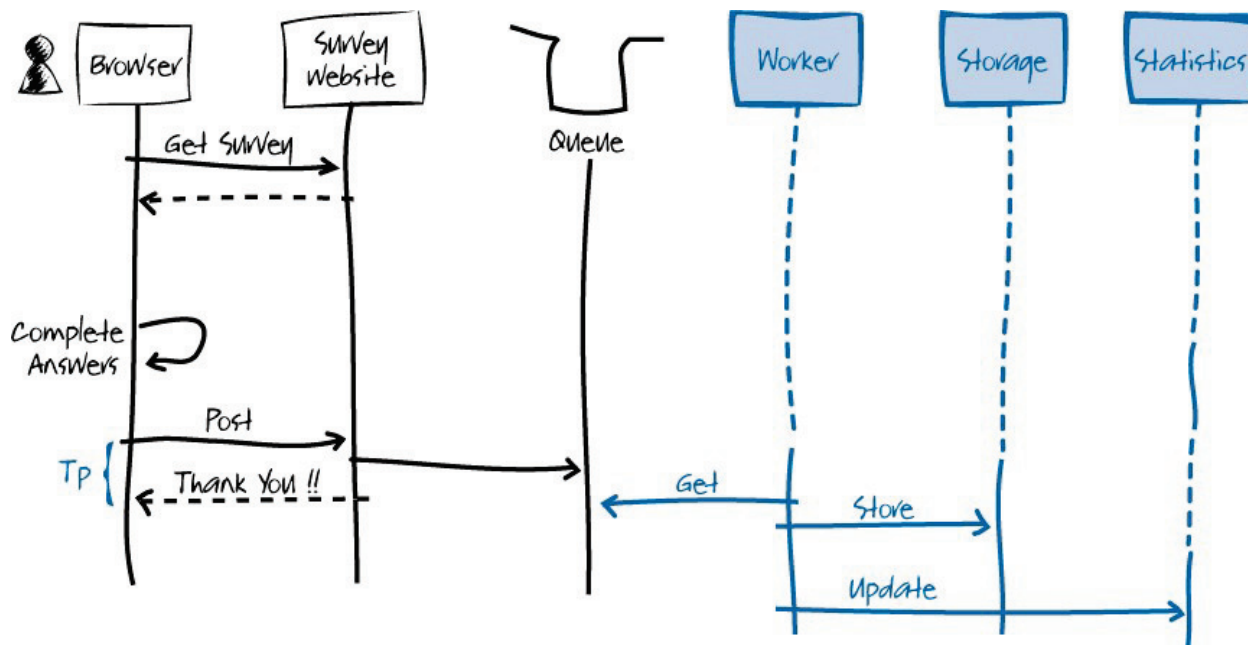 Browser
Survey
Website
Queue
Worker
Storage
Statistics
Get Survey
Complete
Answers
Post
Tp
Thank You !!
Get
Store
Update